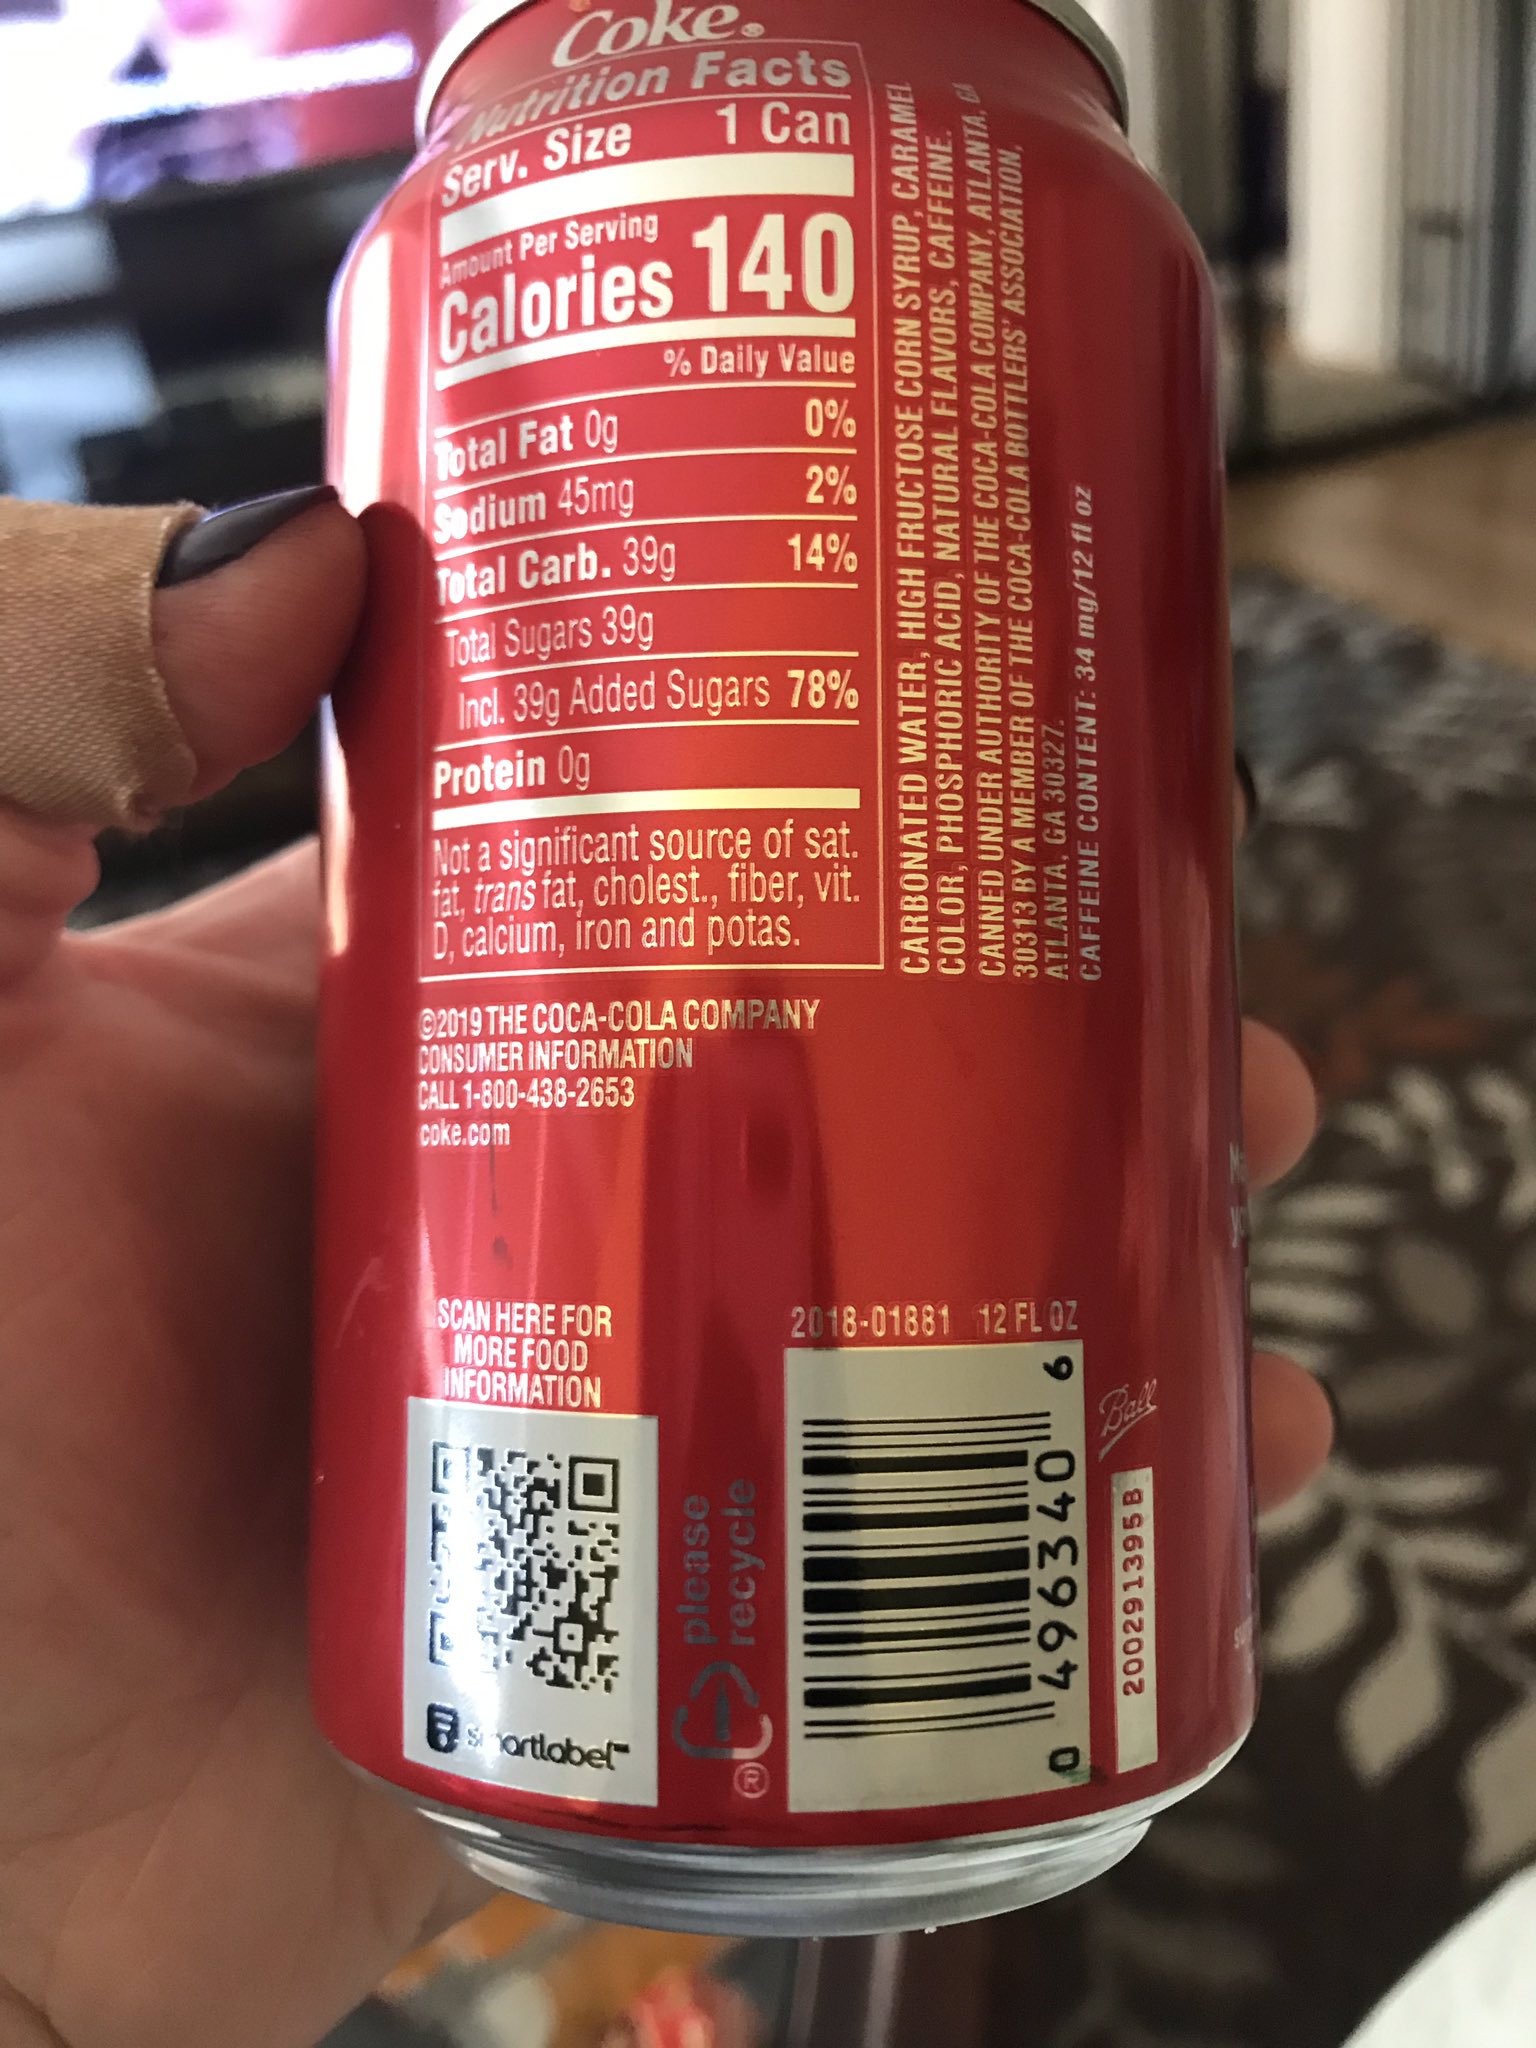 Coke®
Nutrition Facts
Serv. Size 1 Can
Amount Per Serving
Calories 140
% Daily Value
Total Fat 0g 0%
Sodium 45mg 2%
Total Carb. 39g 14%
Total Sugars 39g
Incl. 39g Added Sugars 78%
Protein 0g
Not a significant source of sat.
fat, trans fat, cholest., fiber, vit.
D, calcium, iron and potas.
CARBONATED WATER, HIGH FRUCTOSE CORN SYRUP, CARAMEL
COLOR, PHOSPHORIC ACID, NATURAL FLAVORS, CAFFEINE.
CANNED UNDER AUTHORITY OF THE COCA-COLA COMPANY, ATLANTA, GA
30313 BY A MEMBER OF THE COCA-COLA BOTTLERS' ASSOCIATION,
ATLANTA, GA 30327.
CAFFEINE CONTENT: 34 mg/12 fl oz
©2019 THE COCA-COLA COMPANY
CONSUMER INFORMATION
CALL 1-800-438-2653
coke.com
SCAN HERE FOR
MORE FOOD
INFORMATION
smartlabel™
please
recycle
®
2018-01881 12 FL OZ
0 496340 6
Ball
200291395B